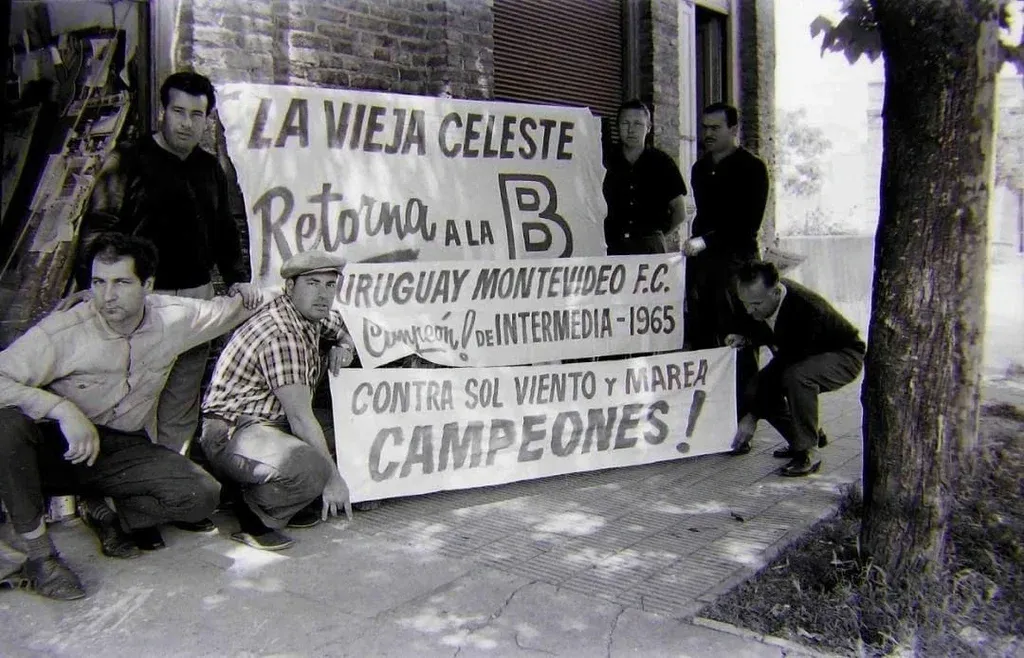 LA VIEJA CELESTE
Retorna A LA B
URUGUAY MONTEVIDEO F.C.
Campeón! DE INTERMEDIA-1965
CONTRA SOL VIENTO Y MAREA
CAMPEONES!